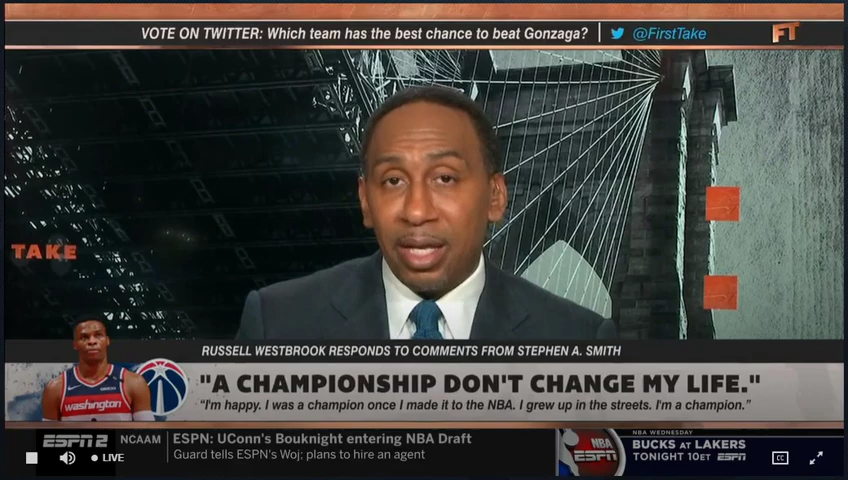 VOTE ON TWITTER: Which team has the best chance to beat Gonzaga? @FirstTake FT
TAKE
RUSSELL WESTBROOK RESPONDS TO COMMENTS FROM STEPHEN A. SMITH
"A CHAMPIONSHIP DON'T CHANGE MY LIFE."
"I'm happy. I was a champion once I made it to the NBA. I grew up in the streets. I'm a champion."
washington
ESPN2 NCAAM ESPN: UConn's Bouknight entering NBA Draft
Guard tells ESPN's Woj; plans to hire an agent
LIVE
NBA
ESPN
NBA WEDNESDAY
BUCKS AT LAKERS
TONIGHT 10ET ESPN
CC